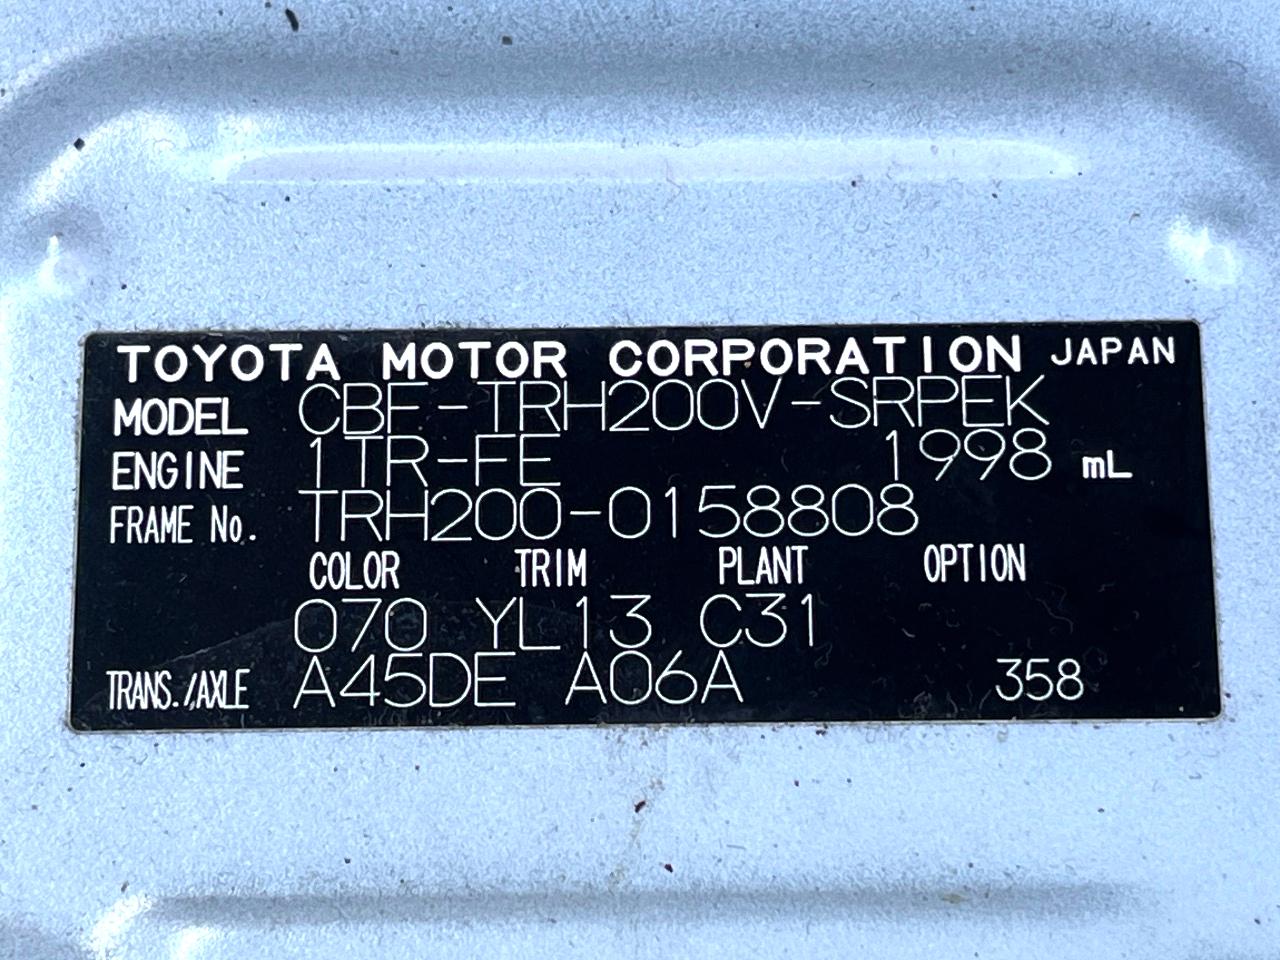 TOYOTA MOTOR CORPORATION JAPAN
MODEL CBF-TRH200V-SRPEK
ENGINE 1TR-FE 1998 mL
FRAME No. TRH200-0158808
COLOR TRIM PLANT OPTION
070 YL13 C31
TRANS./AXLE A45DE A06A 358